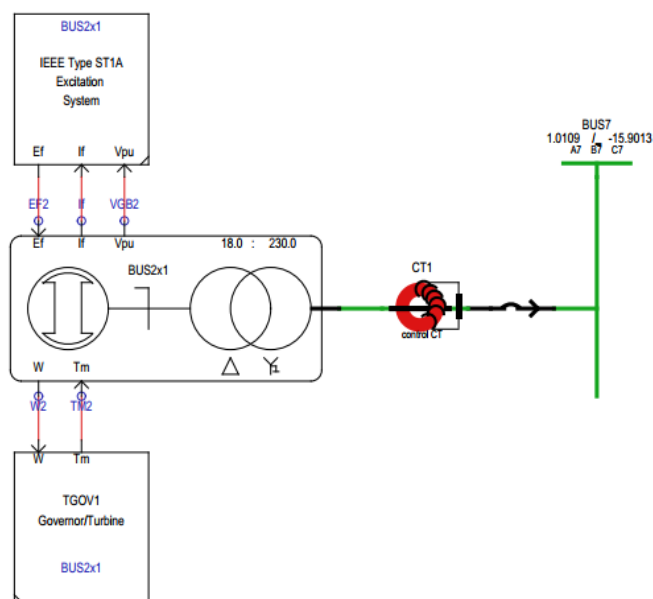 BUS2x1
IEEE Type ST1A
Excitation
System
Ef If Vpu
EF2 If VGB2
Ef If Vpu
18.0 : 230.0
BUS2x1
W Tm
W2 TM2
W Tm
TGOV1
Governor/Turbine
BUS2x1
CT1
control CT
BUS7
1.0109 /_ -15.9013
A7 B7 C7